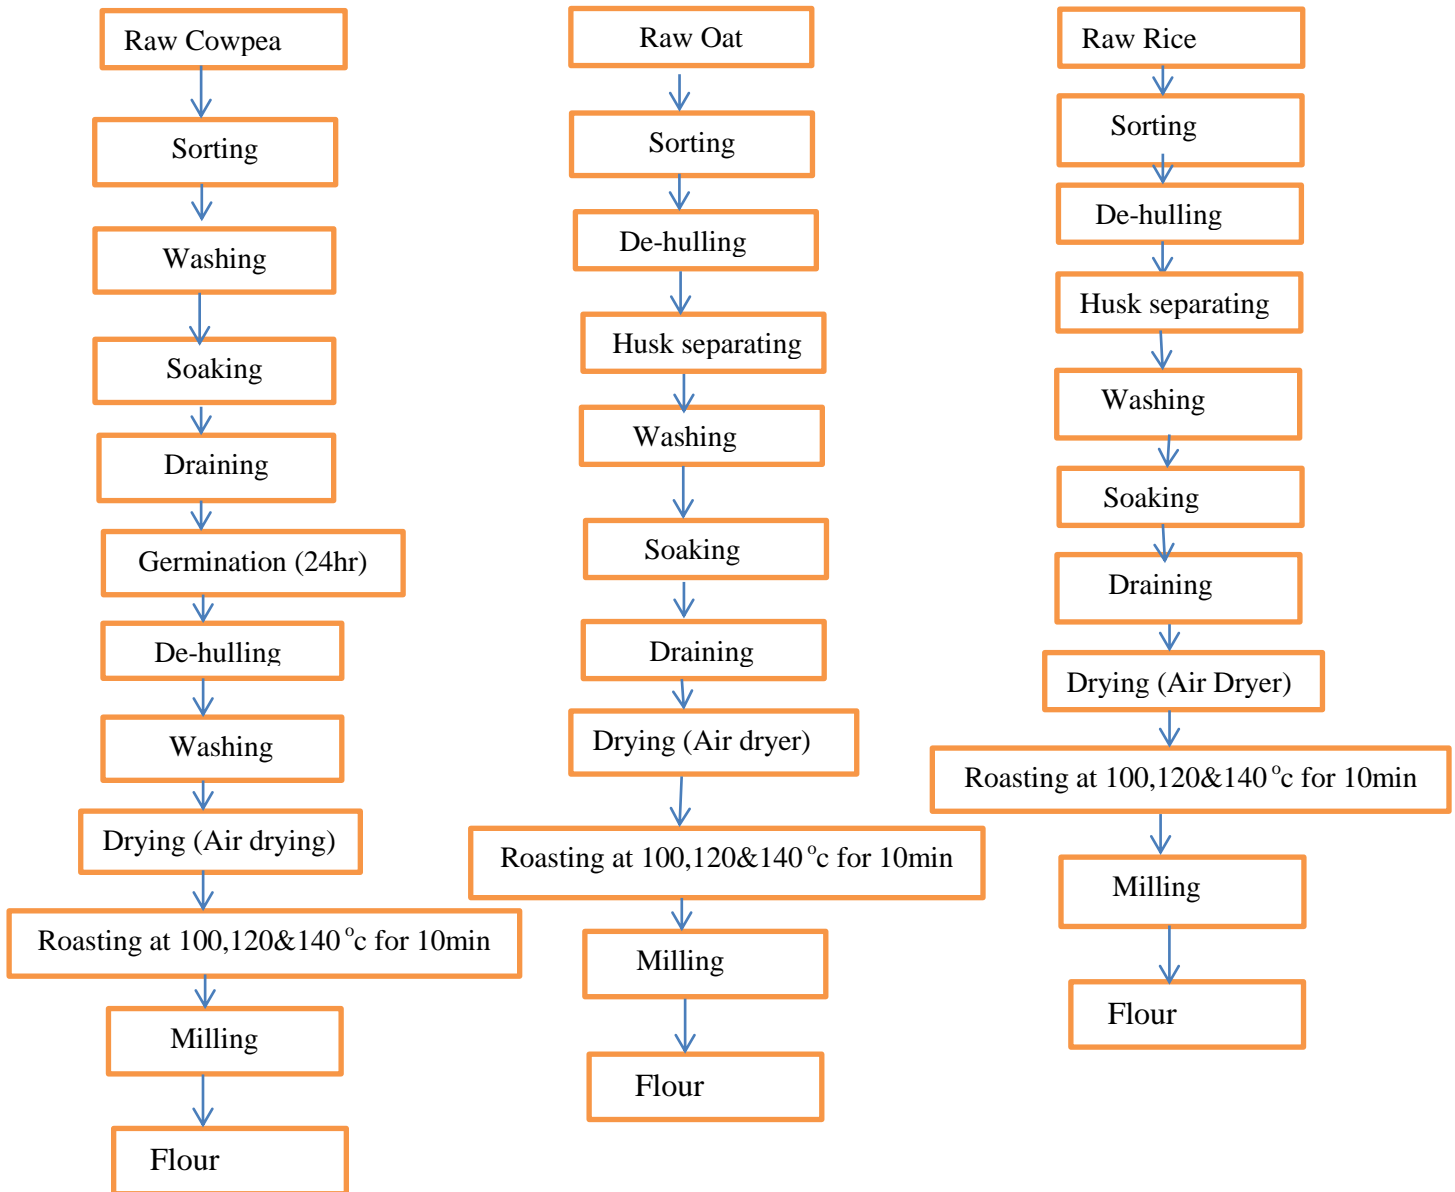 Raw Cowpea
Sorting
Washing
Soaking
Draining
Germination (24hr)
De-hulling
Washing
Drying (Air drying)
Roasting at 100,120&140 °c for 10min
Milling
Flour
Raw Oat
Sorting
De-hulling
Husk separating
Washing
Soaking
Draining
Drying (Air dryer)
Roasting at 100,120&140 °c for 10min
Milling
Flour
Raw Rice
Sorting
De-hulling
Husk separating
Washing
Soaking
Draining
Drying (Air Dryer)
Roasting at 100,120&140 °c for 10min
Milling
Flour